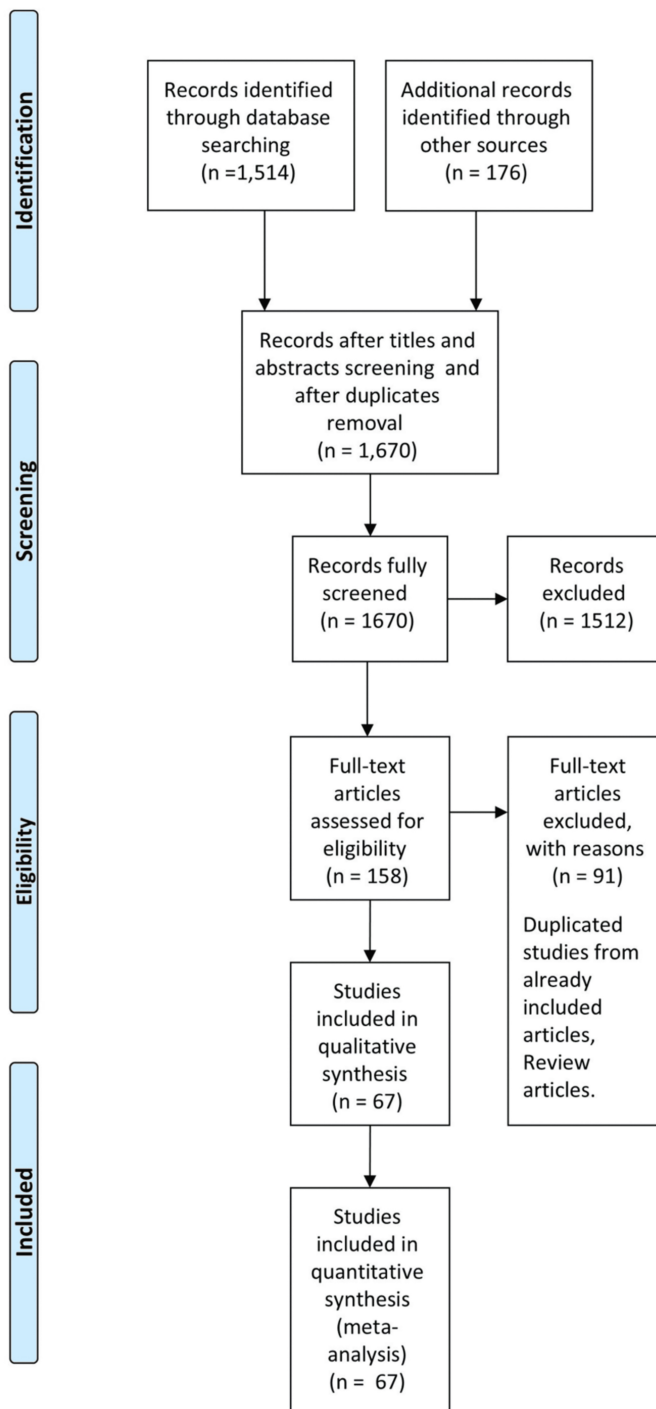 Identification
Records identified
through database
searching
(n =1,514)
Additional records
identified through
other sources
(n = 176)
Records after titles and
abstracts screening and
after duplicates
removal
(n = 1,670)
Screening
Records fully
screened
(n = 1670)
Records
excluded
(n = 1512)
Eligibility
Full-text
articles
assessed for
eligibility
(n = 158)
Full-text
articles
excluded,
with reasons
(n = 91)
Duplicated
studies from
already
included
articles,
Review
articles.
Studies
included in
qualitative
synthesis
(n = 67)
Included
Studies
included in
quantitative
synthesis
(meta-
analysis)
(n = 67)